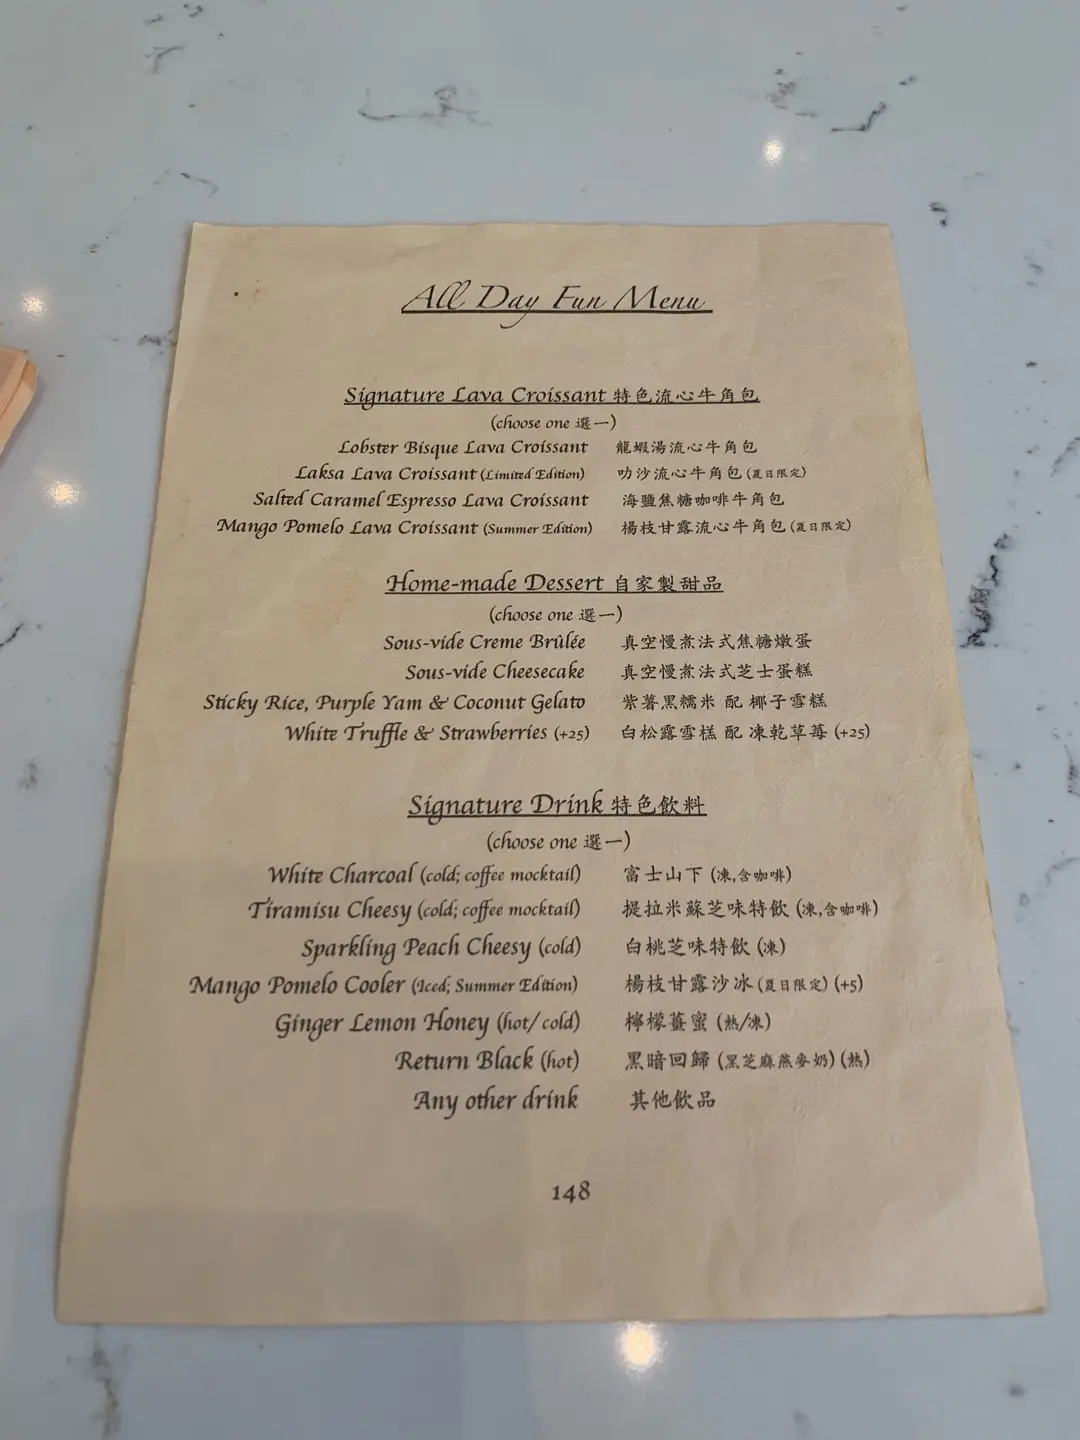 All Day Fun Menu
Signature Lava Croissant 特色流心牛角包
(choose one 選一)
Lobster Bisque Lava Croissant 龍蝦湯流心牛角包
Laksa Lava Croissant (Limited Edition) 叻沙流心牛角包 (夏日限定)
Salted Caramel Espresso Lava Croissant 海鹽焦糖咖啡牛角包
Mango Pomelo Lava Croissant (Summer Edition) 楊枝甘露流心牛角包 (夏日限定)
Home-made Dessert 自家製甜品
(choose one 選一)
Sous-vide Creme Brûlée 真空慢煮法式焦糖燉蛋
Sous-vide Cheesecake 真空慢煮法式芝士蛋糕
Sticky Rice, Purple Yam & Coconut Gelato 紫薯黑糯米 配 椰子雪糕
White Truffle & Strawberries (+25) 白松露雪糕 配 凍乾草莓 (+25)
Signature Drink 特色飲料
(choose one 選一)
White Charcoal (cold; coffee mocktail) 富士山下 (凍,含咖啡)
Tiramisu Cheesy (cold; coffee mocktail) 提拉米蘇芝味特飲 (凍,含咖啡)
Sparkling Peach Cheesy (cold) 白桃芝味特飲 (凍)
Mango Pomelo Cooler (Iced; Summer Edition) 楊枝甘露沙冰 (夏日限定) (+5)
Ginger Lemon Honey (hot/cold) 檸檬薑蜜 (熱/凍)
Return Black (hot) 黑暗回歸 (黑芝麻燕麥奶) (熱)
Any other drink 其他飲品
148